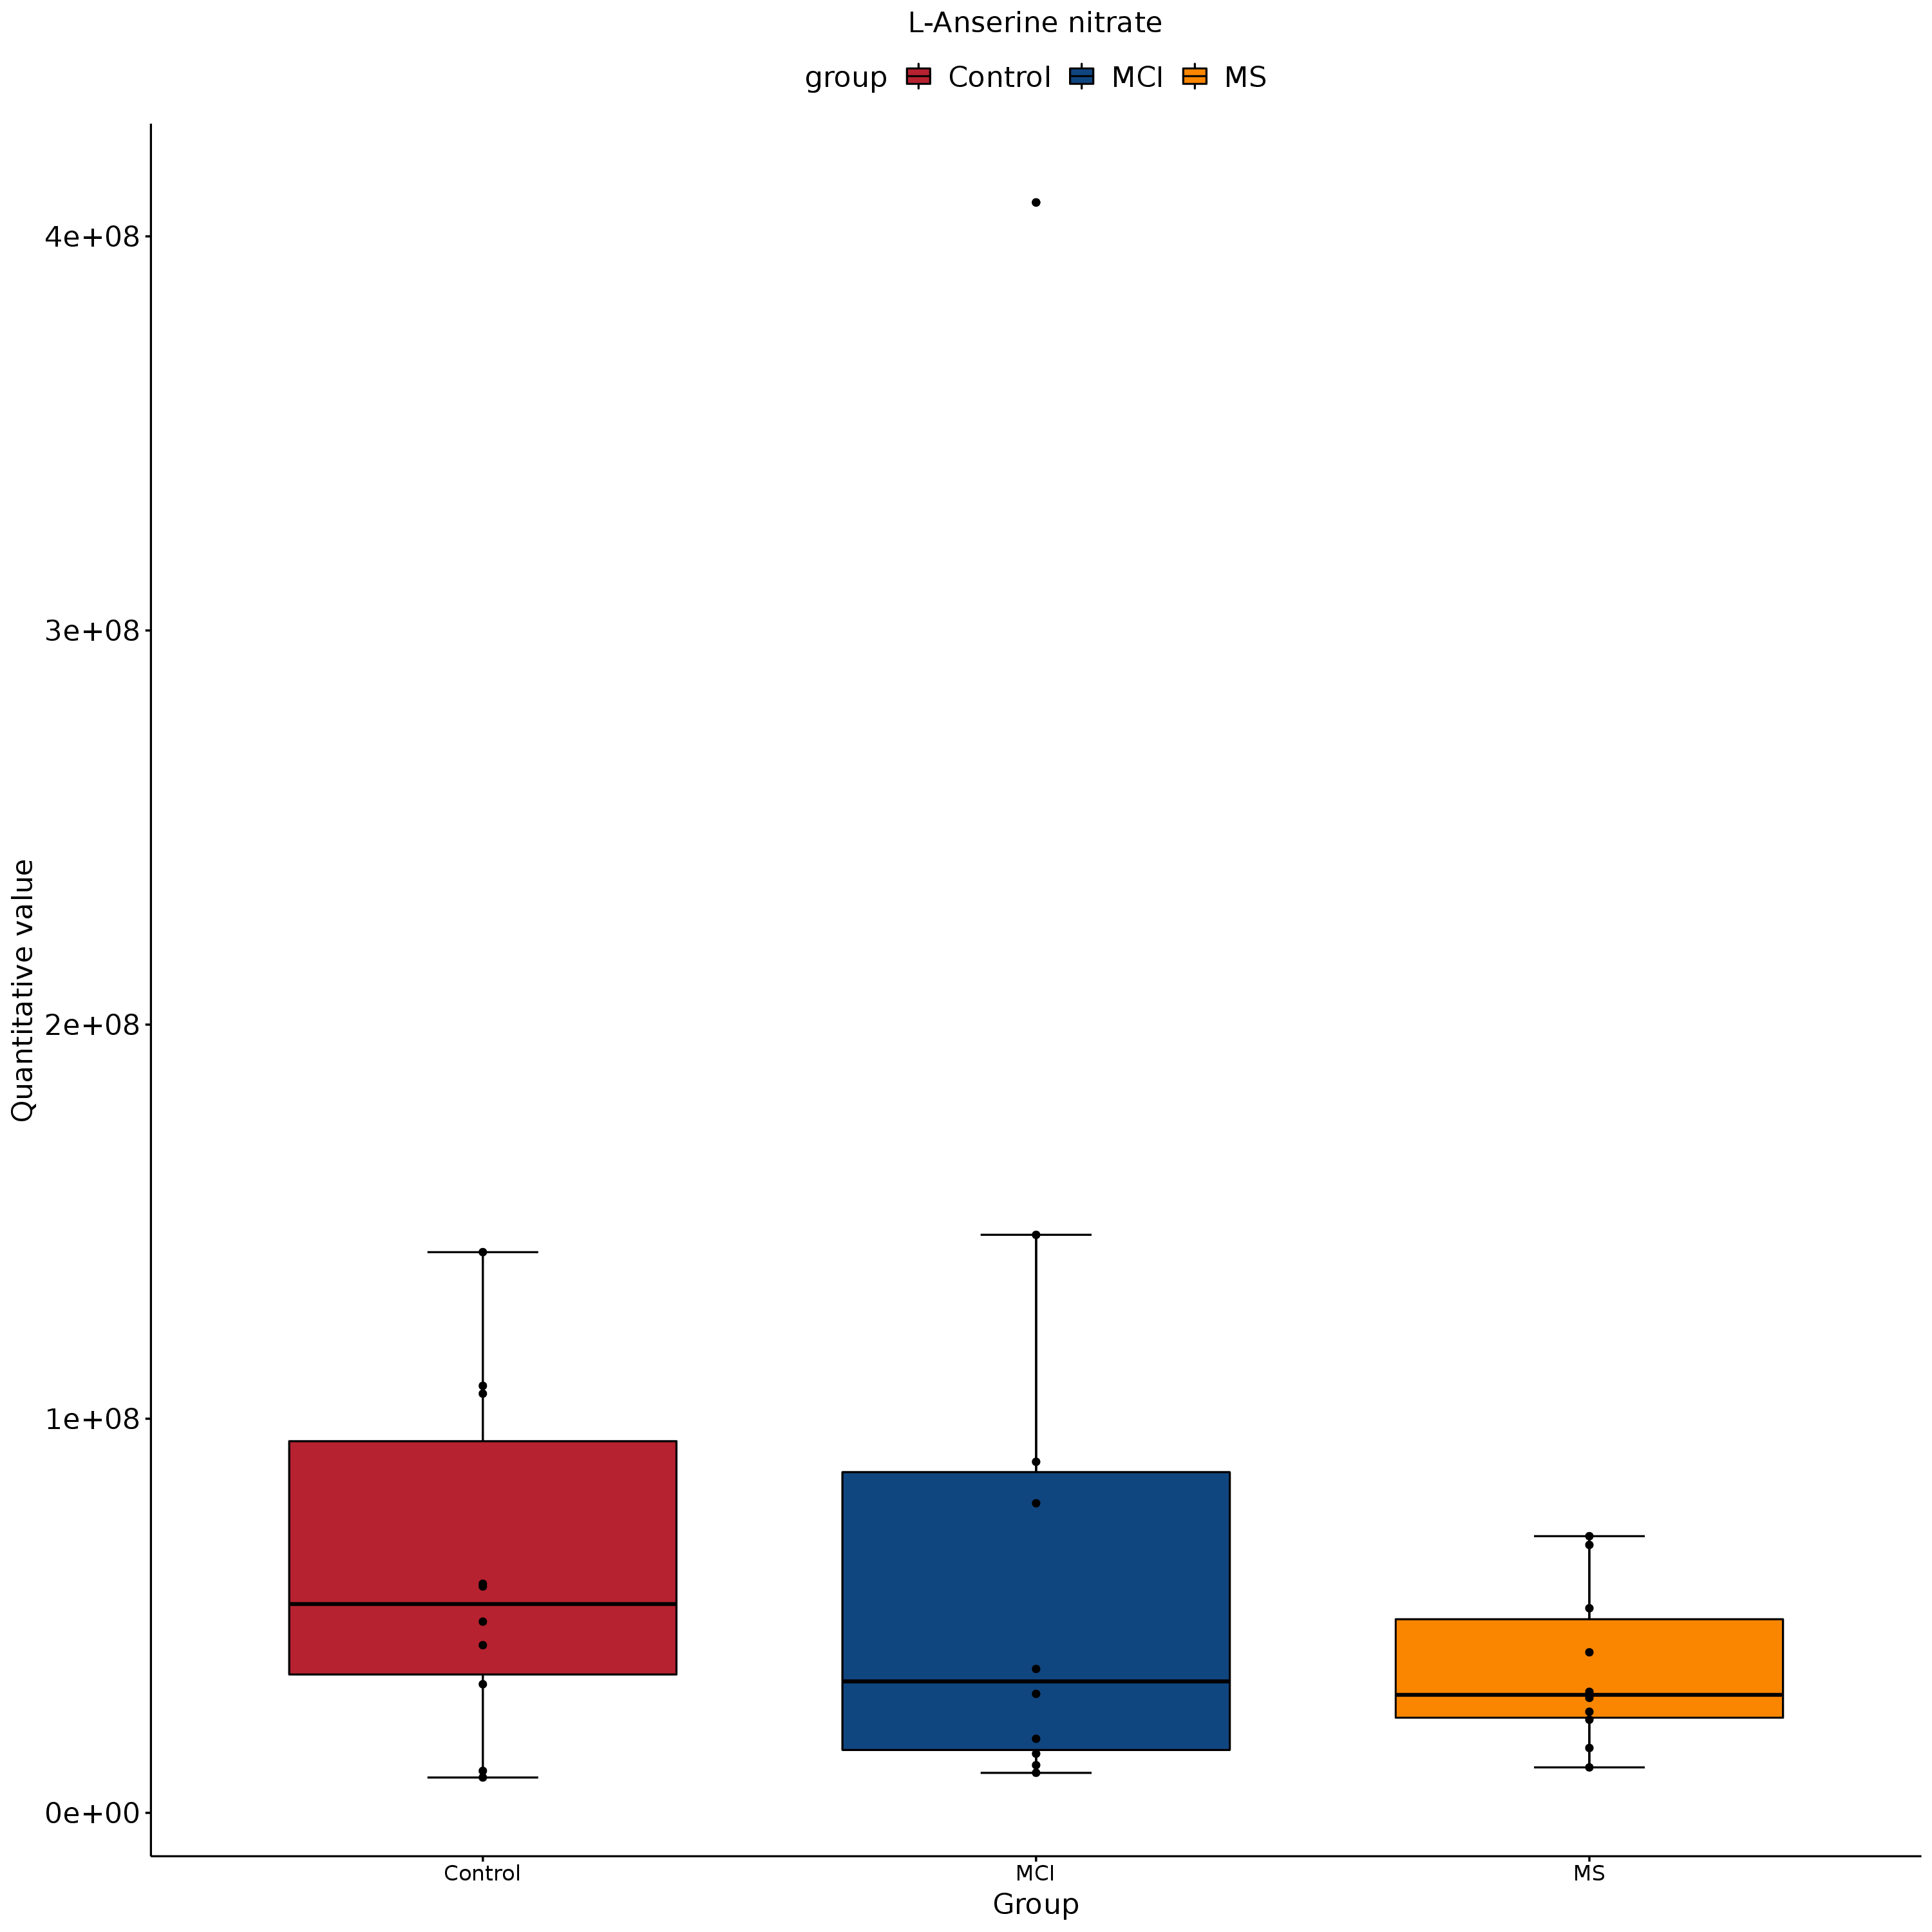 L-Anserine nitrate
group Control MCI MS
4e+08
3e+08
2e+08
1e+08
0e+00
Quantitative value
Control MCI MS
Group